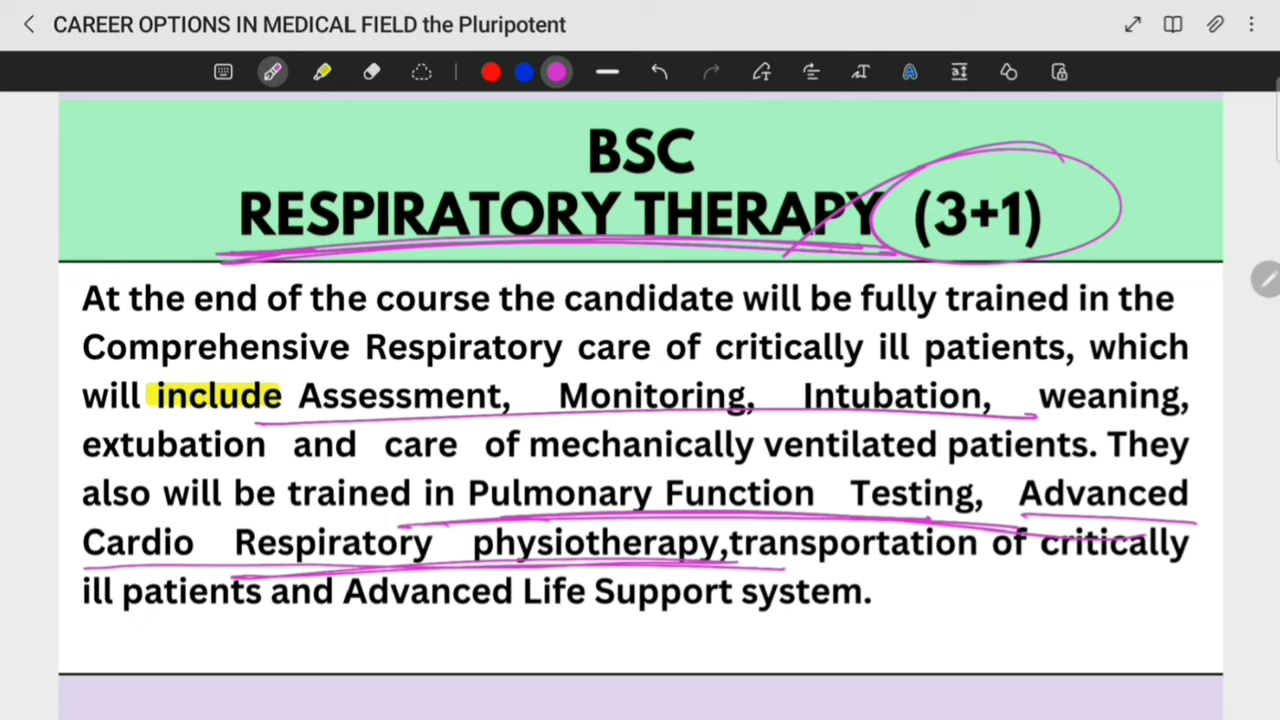 CAREER OPTIONS IN MEDICAL FIELD the Pluripotent
BSC
RESPIRATORY THERAPY (3+1)
At the end of the course the candidate will be fully trained in the
Comprehensive Respiratory care of critically ill patients, which
will include Assessment, Monitoring, Intubation, weaning,
extubation and care of mechanically ventilated patients. They
also will be trained in Pulmonary Function Testing, Advanced
Cardio Respiratory physiotherapy,transportation of critically
ill patients and Advanced Life Support system.